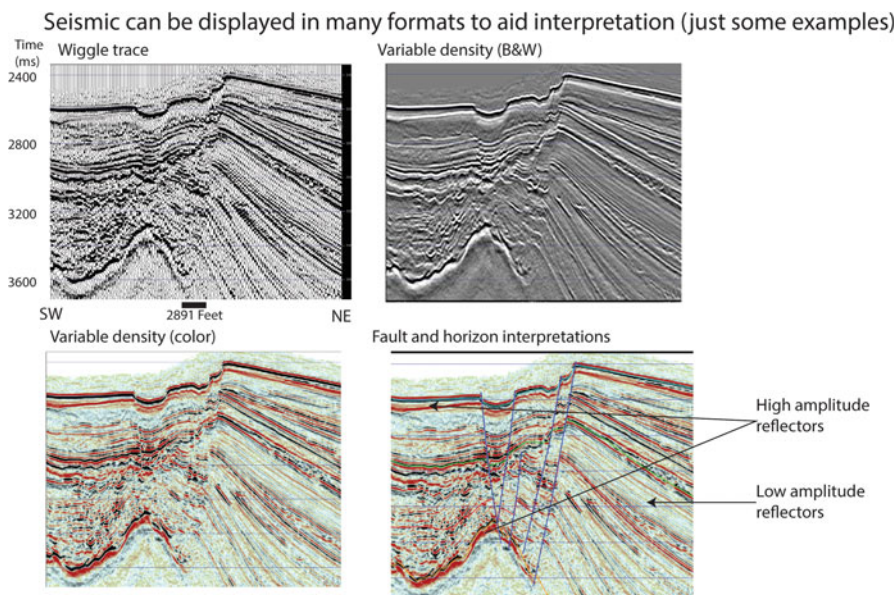 Seismic can be displayed in many formats to aid interpretation (just some examples)
Time
(ms)
Wiggle trace
Variable density (B&W)
2400
2800
3200
3600
SW
2891 Feet
NE
Variable density (color)
Fault and horizon interpretations
High amplitude
reflectors
Low amplitude
reflectors